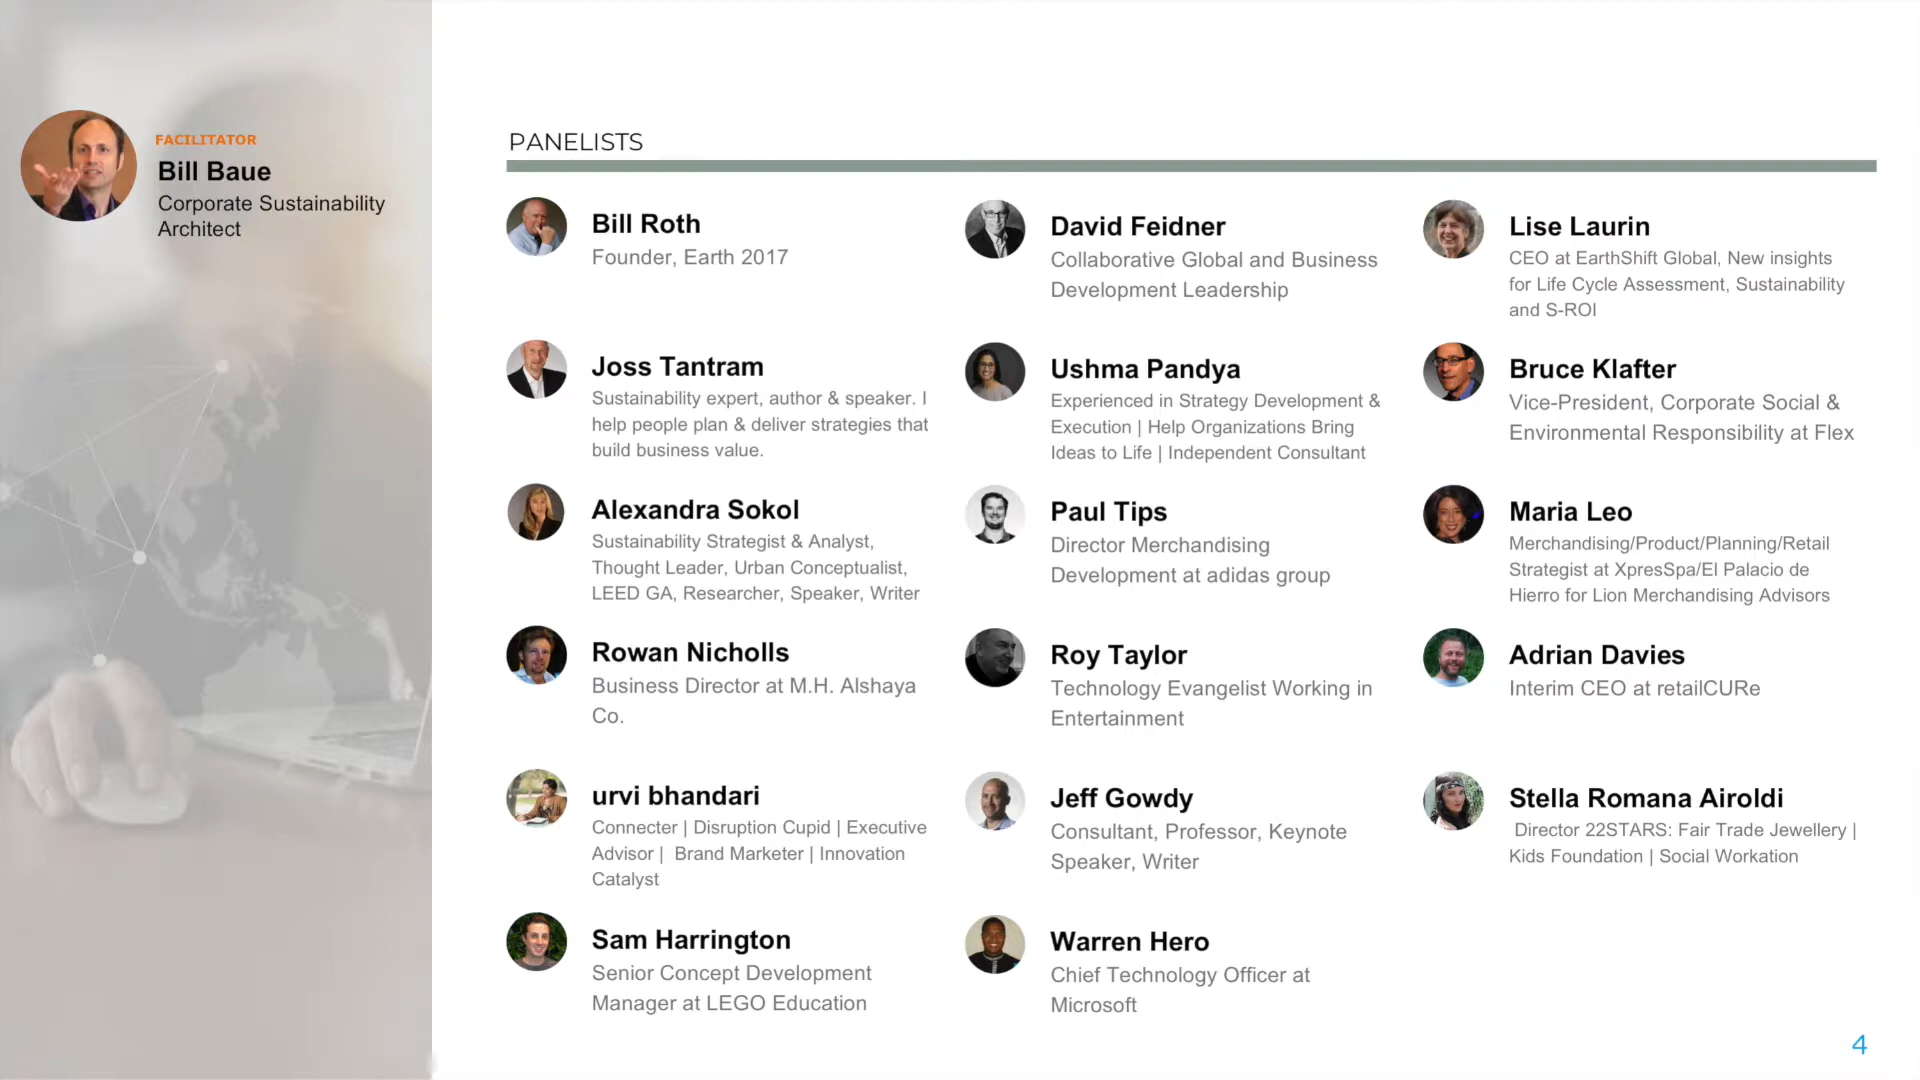 FACILITATOR
Bill Baue
Corporate Sustainability
Architect
PANELISTS
Bill Roth
Founder, Earth 2017
David Feidner
Collaborative Global and Business
Development Leadership
Lise Laurin
CEO at EarthShift Global, New insights
for Life Cycle Assessment, Sustainability
and S-ROI
Joss Tantram
Sustainability expert, author & speaker. I
help people plan & deliver strategies that
build business value.
Ushma Pandya
Experienced in Strategy Development &
Execution | Help Organizations Bring
Ideas to Life | Independent Consultant
Bruce Klafter
Vice-President, Corporate Social &
Environmental Responsibility at Flex
Alexandra Sokol
Sustainability Strategist & Analyst,
Thought Leader, Urban Conceptualist,
LEED GA, Researcher, Speaker, Writer
Paul Tips
Director Merchandising
Development at adidas group
Maria Leo
Merchandising/Product/Planning/Retail
Strategist at XpresSpa/El Palacio de
Hierro for Lion Merchandising Advisors
Rowan Nicholls
Business Director at M.H. Alshaya
Co.
Roy Taylor
Technology Evangelist Working in
Entertainment
Adrian Davies
Interim CEO at retailCURe
urvi bhandari
Connecter | Disruption Cupid | Executive
Advisor | Brand Marketer | Innovation
Catalyst
Jeff Gowdy
Consultant, Professor, Keynote
Speaker, Writer
Stella Romana Airoldi
Director 22STARS: Fair Trade Jewellery |
Kids Foundation | Social Workation
Sam Harrington
Senior Concept Development
Manager at LEGO Education
Warren Hero
Chief Technology Officer at
Microsoft
4